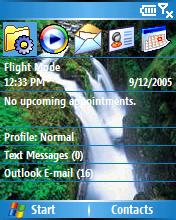 Flight Mode
12:33 PM 9/12/2005
No upcoming appointments.
Profile: Normal
Text Messages (0)
Outlook E-mail (16)
Start Contacts